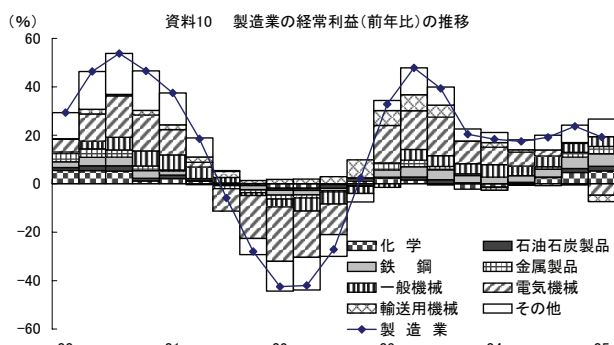 資料10 製造業の経常利益(前年比)の推移
(%)
60
40
20
0
-20
-40
-60
化 学
石油石炭製品
鉄 鋼
金属製品
一般機械
電気機械
輸送用機械
その他
製 造 業